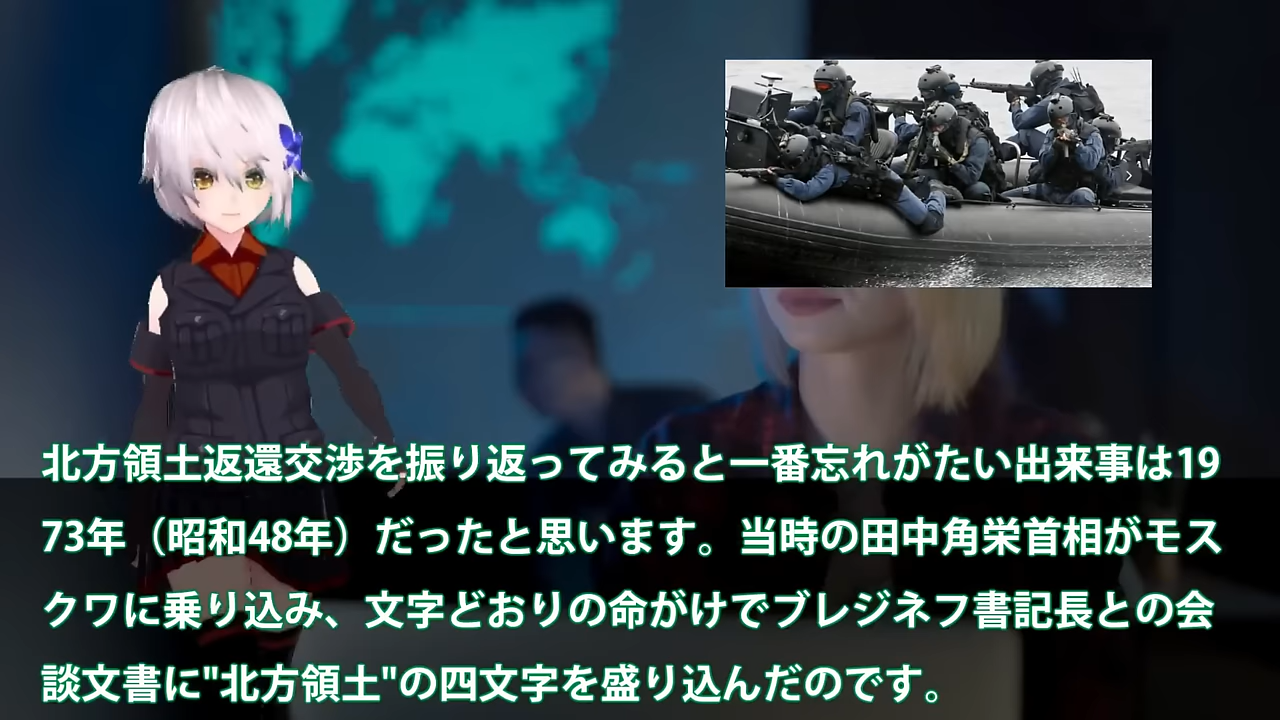 北方領土返還交渉を振り返ってみると一番忘れがたい出来事は19
73年（昭和48年）だったと思います。当時の田中角栄首相がモス
クワに乗り込み、文字どおりの命がけでブレジネフ書記長との会
談文書に"北方領土"の四文字を盛り込んだのです。